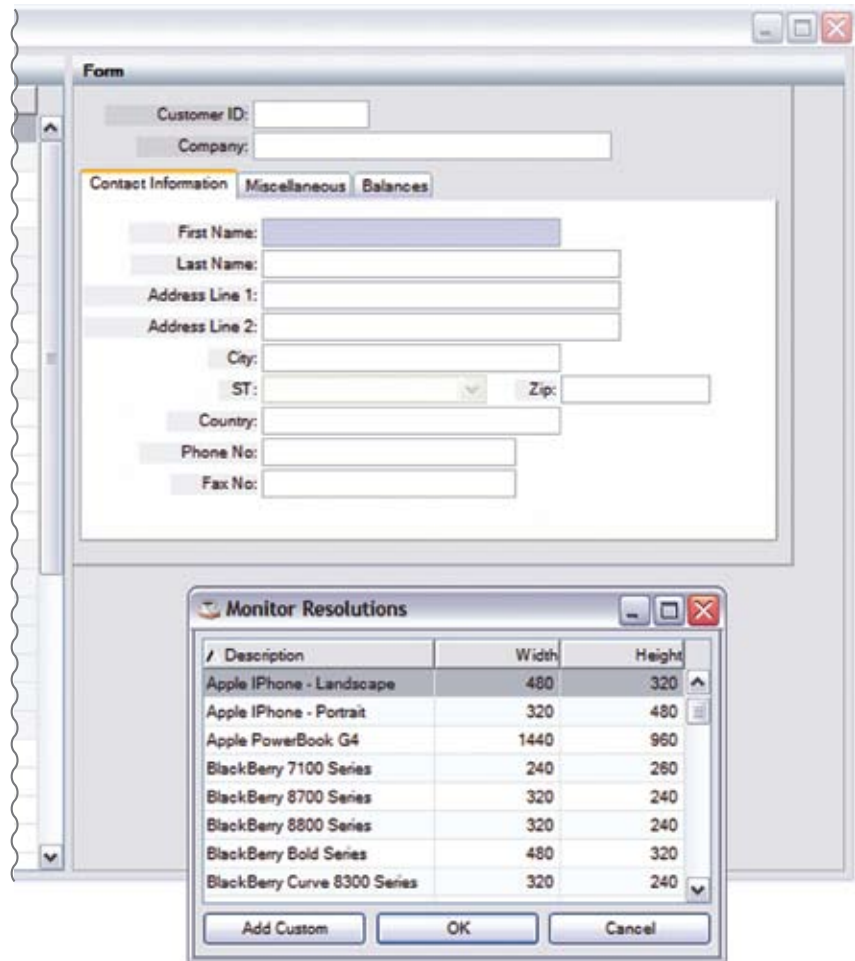 Form
Customer ID:
Company:
Contact Information Miscellaneous Balances
First Name:
Last Name:
Address Line 1:
Address Line 2:
City:
ST: Zip:
Country:
Phone No:
Fax No:
Monitor Resolutions
Description Width Height
Apple IPhone - Landscape 480 320
Apple IPhone - Portrait 320 480
Apple PowerBook G4 1440 960
BlackBerry 7100 Series 240 260
BlackBerry 8700 Series 320 240
BlackBerry 8800 Series 320 240
BlackBerry Bold Series 480 320
BlackBerry Curve 8300 Series 320 240
Add Custom OK Cancel